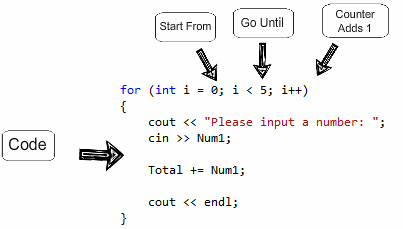 Start From
Go Until
Counter
Adds 1
for (int i = 0; i < 5; i++)
{
cout << "Please input a number: ";
cin >> Num1;
Code
Total += Num1;
cout << endl;
}